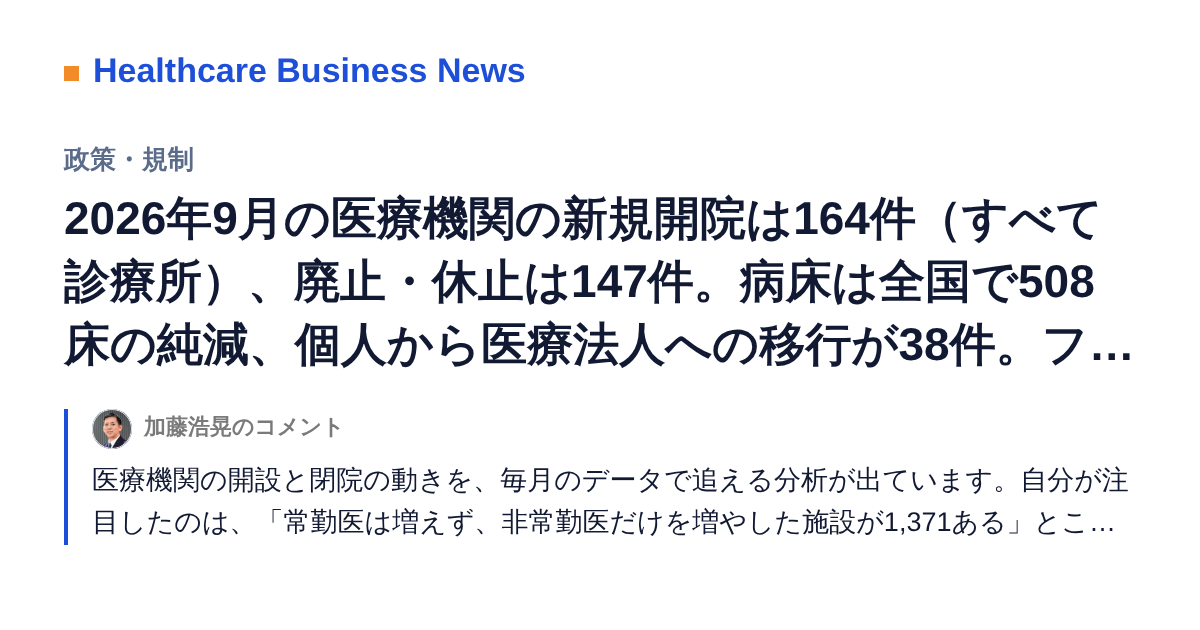 Healthcare Business News
政策・規制
2026年9月の医療機関の新規開院は164件（すべて
診療所）、廃止・休止は147件。病床は全国で508
床の純減、個人から医療法人への移行が38件。フ…
加藤浩晃のコメント
医療機関の開設と閉院の動きを、毎月のデータで追える分析が出ています。自分が注
目したのは、「常勤医は増えず、非常勤医だけを増やした施設が1,371ある」とこ…